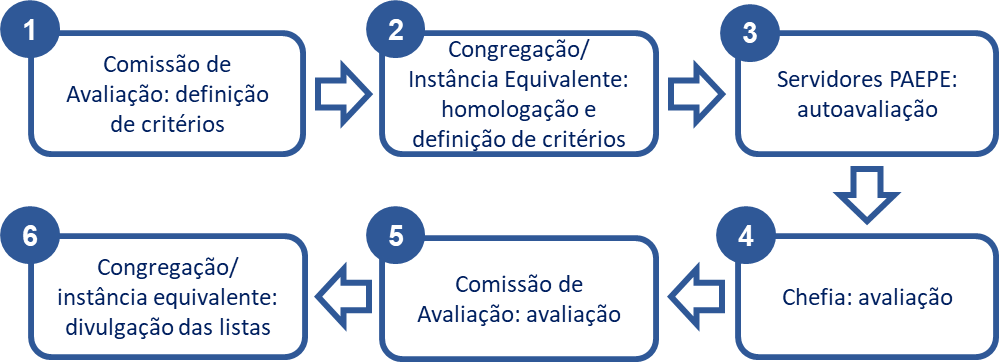 1
Comissão de
Avaliação: definição
de critérios
2
Congregação/
Instância Equivalente:
homologação e
definição de critérios
3
Servidores PAEPE:
autoavaliação
4
Chefia: avaliação
5
Comissão de
Avaliação: avaliação
6
Congregação/
instância equivalente:
divulgação das listas